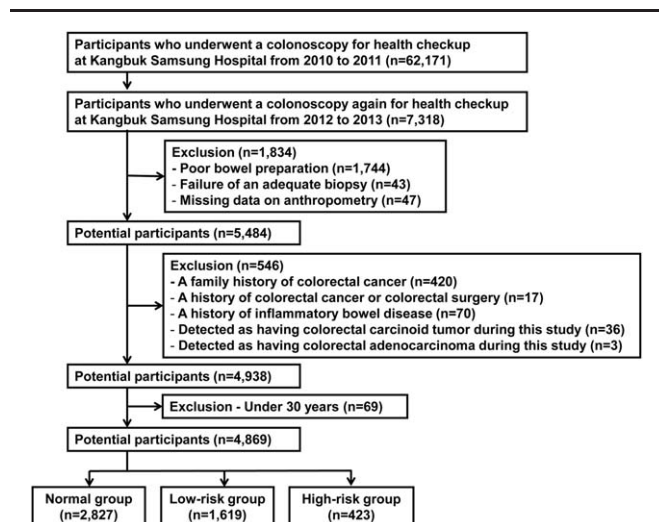 Participants who underwent a colonoscopy for health checkup
at Kangbuk Samsung Hospital from 2010 to 2011 (n=62,171)
Participants who underwent a colonoscopy again for health checkup
at Kangbuk Samsung Hospital from 2012 to 2013 (n=7,318)
Exclusion (n=1,834)
- Poor bowel preparation (n=1,744)
- Failure of an adequate biopsy (n=43)
- Missing data on anthropometry (n=47)
Potential participants (n=5,484)
Exclusion (n=546)
- A family history of colorectal cancer (n=420)
- A history of colorectal cancer or colorectal surgery (n=17)
- A history of inflammatory bowel disease (n=70)
- Detected as having colorectal carcinoid tumor during this study (n=36)
- Detected as having colorectal adenocarcinoma during this study (n=3)
Potential participants (n=4,938)
Exclusion - Under 30 years (n=69)
Potential participants (n=4,869)
Normal group
(n=2,827)
Low-risk group
(n=1,619)
High-risk group
(n=423)